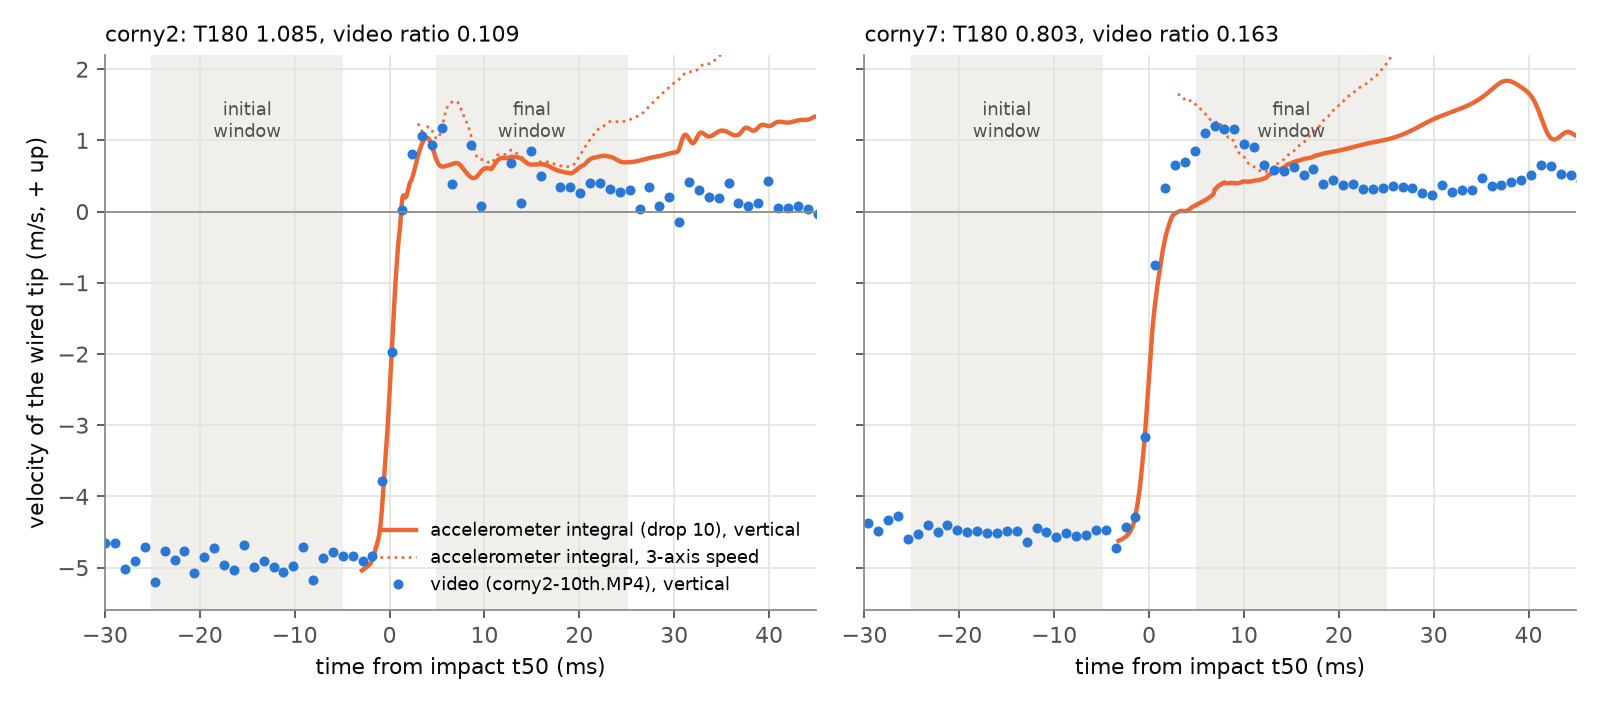 corny2: T180 1.085, video ratio 0.109
corny7: T180 0.803, video ratio 0.163
velocity of the wired tip (m/s, + up)
2
1
0
−1
−2
−3
−4
−5
initial
window
final
window
accelerometer integral (drop 10), vertical
accelerometer integral, 3-axis speed
video (corny2-10th.MP4), vertical
−30
−20
−10
0
10
20
30
40
time from impact t50 (ms)
initial
window
final
window
−30
−20
−10
0
10
20
30
40
time from impact t50 (ms)